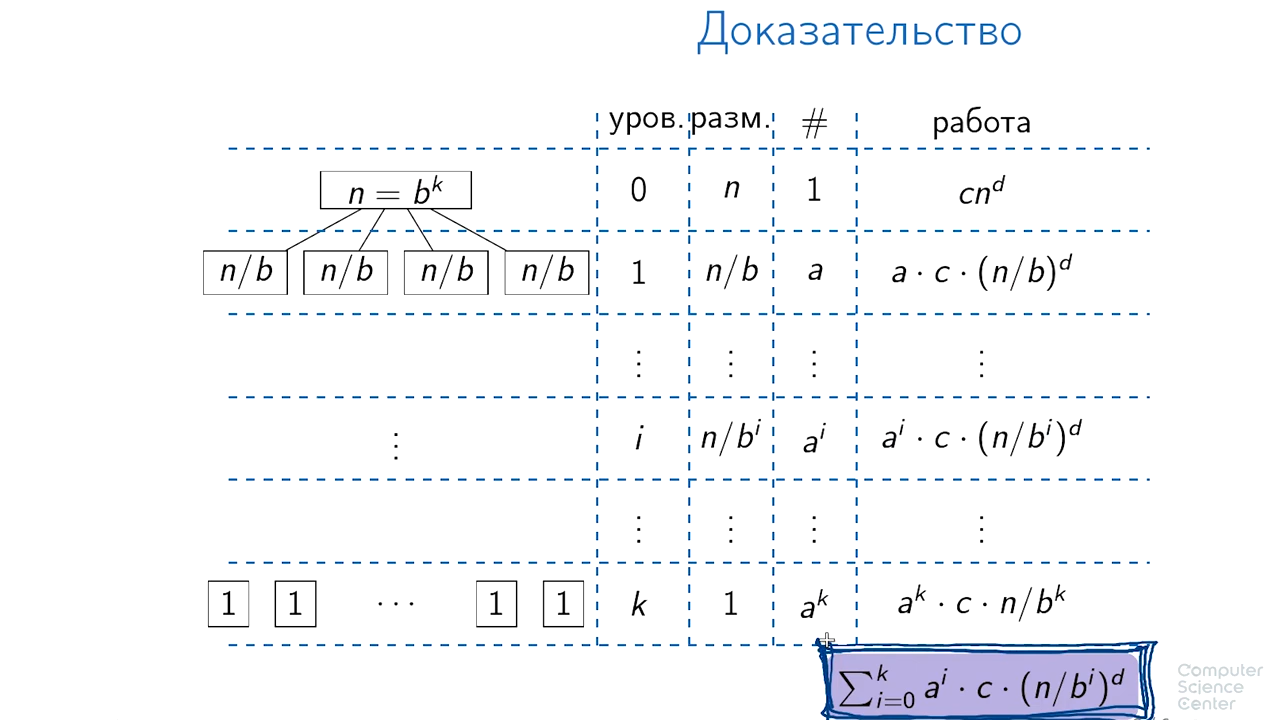 Доказательство
уров. разм. # работа
n = b^k 0 n 1 cn^d
n/b n/b n/b n/b 1 n/b a a · c · (n/b)^d
⋮ ⋮ ⋮ ⋮
⋮ i n/b^i a^i a^i · c · (n/b^i)^d
⋮ ⋮ ⋮ ⋮
1 1 ··· 1 1 k 1 a^k a^k · c · n/b^k
∑_{i=0}^k a^i · c · (n/b^i)^d
Computer
Science
Center